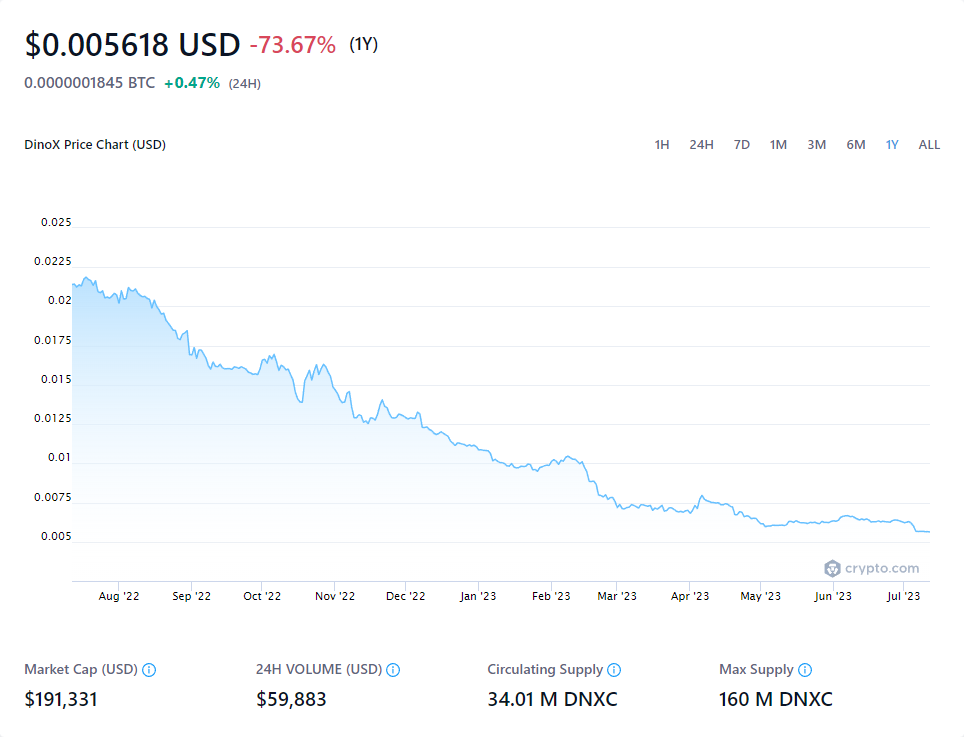 $0.005618 USD -73.67% (1Y)
0.0000001845 BTC +0.47% (24H)
DinoX Price Chart (USD) 1H 24H 7D 1M 3M 6M 1Y ALL
0.025
0.0225
0.02
0.0175
0.015
0.0125
0.01
0.0075
0.005
crypto.com
Aug '22 Sep '22 Oct '22 Nov '22 Dec '22 Jan '23 Feb '23 Mar '23 Apr '23 May '23 Jun '23 Jul '23
Market Cap (USD) 24H VOLUME (USD) Circulating Supply Max Supply
$191,331 $59,883 34.01 M DNXC 160 M DNXC